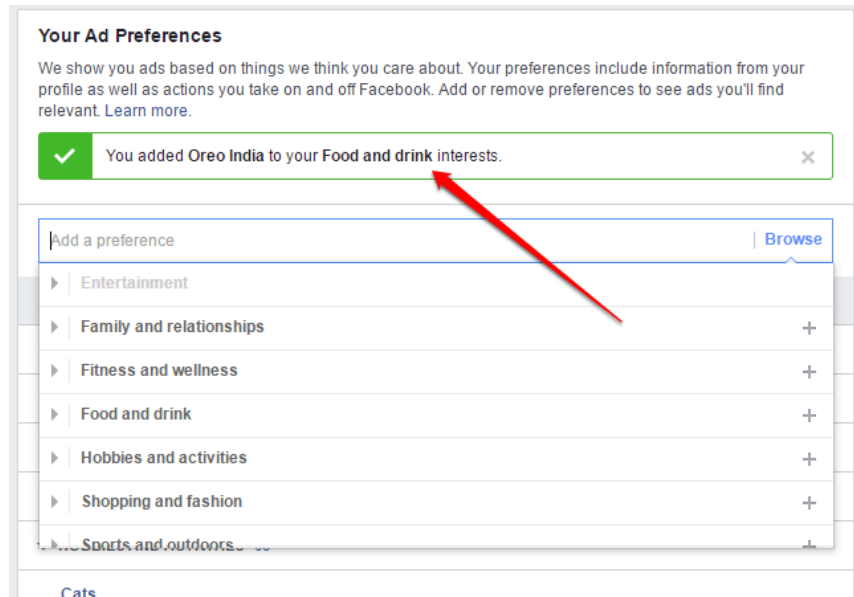 Your Ad Preferences
We show you ads based on things we think you care about. Your preferences include information from your
profile as well as actions you take on and off Facebook. Add or remove preferences to see ads you'll find
relevant. Learn more.
You added Oreo India to your Food and drink interests.
Add a preference
Browse
Entertainment
Family and relationships
Fitness and wellness
Food and drink
Hobbies and activities
Shopping and fashion
Sports and outdoors
Cats